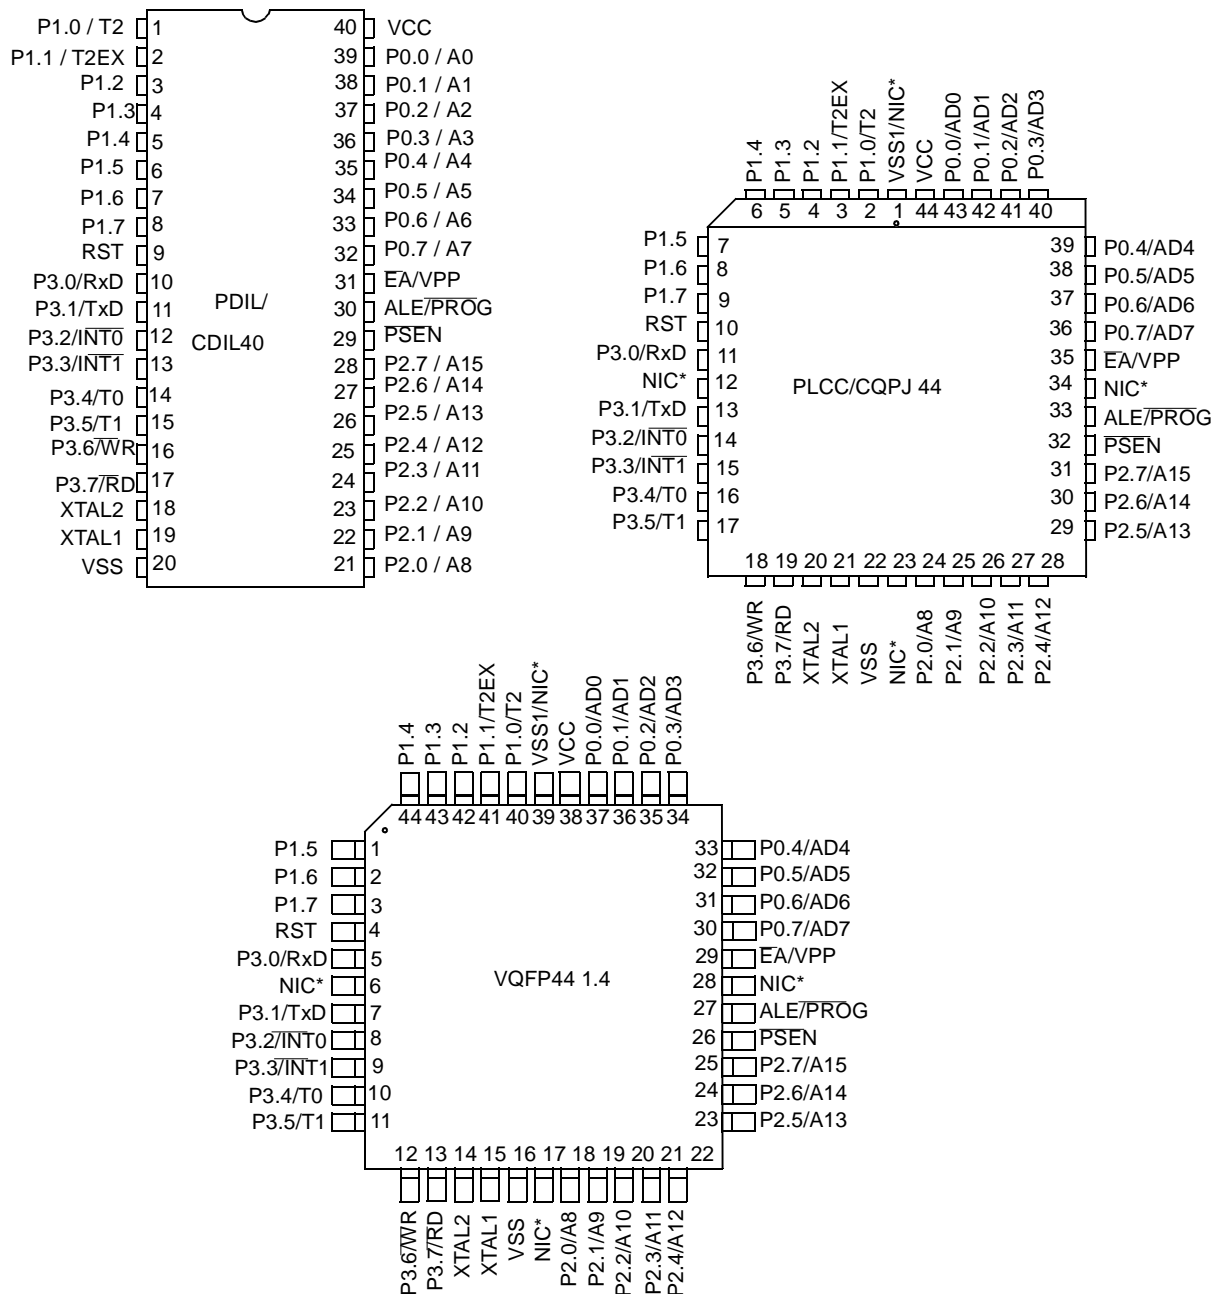 P1.0 / T2 1 40 VCC
P1.1 / T2EX 2 39 P0.0 / A0
P1.2 3 38 P0.1 / A1
P1.3 4 37 P0.2 / A2
P1.4 5 36 P0.3 / A3
P1.5 6 35 P0.4 / A4
P1.6 7 34 P0.5 / A5
P1.7 8 33 P0.6 / A6
RST 9 32 P0.7 / A7
P3.0/RxD 10 31 EA/VPP
P3.1/TxD 11 30 ALE/PROG
P3.2/INT0 12 29 PSEN
P3.3/INT1 13 28 P2.7 / A15
P3.4/T0 14 27 P2.6 / A14
P3.5/T1 15 26 P2.5 / A13
P3.6/WR 16 25 P2.4 / A12
P3.7/RD 17 24 P2.3 / A11
XTAL2 18 23 P2.2 / A10
XTAL1 19 22 P2.1 / A9
VSS 20 21 P2.0 / A8
PDIL/
CDIL40
P1.4 P1.3 P1.2 P1.1/T2EX P1.0/T2 VSS1/NIC* VCC P0.0/AD0 P0.1/AD1 P0.2/AD2 P0.3/AD3
6 5 4 3 2 1 44 43 42 41 40
P1.5 7 39 P0.4/AD4
P1.6 8 38 P0.5/AD5
P1.7 9 37 P0.6/AD6
RST 10 36 P0.7/AD7
P3.0/RxD 11 35 EA/VPP
NIC* 12 34 NIC*
P3.1/TxD 13 33 ALE/PROG
P3.2/INT0 14 32 PSEN
P3.3/INT1 15 31 P2.7/A15
P3.4/T0 16 30 P2.6/A14
P3.5/T1 17 29 P2.5/A13
PLCC/CQPJ 44
18 19 20 21 22 23 24 25 26 27 28
P3.6/WR P3.7/RD XTAL2 XTAL1 VSS NIC* P2.0/A8 P2.1/A9 P2.2/A10 P2.3/A11 P2.4/A12
P1.4 P1.3 P1.2 P1.1/T2EX P1.0/T2 VSS1/NIC* VCC P0.0/AD0 P0.1/AD1 P0.2/AD2 P0.3/AD3
44 43 42 41 40 39 38 37 36 35 34
P1.5 1 33 P0.4/AD4
P1.6 2 32 P0.5/AD5
P1.7 3 31 P0.6/AD6
RST 4 30 P0.7/AD7
P3.0/RxD 5 29 EA/VPP
NIC* 6 28 NIC*
P3.1/TxD 7 27 ALE/PROG
P3.2/INT0 8 26 PSEN
P3.3/INT1 9 25 P2.7/A15
P3.4/T0 10 24 P2.6/A14
P3.5/T1 11 23 P2.5/A13
VQFP44 1.4
12 13 14 15 16 17 18 19 20 21 22
P3.6/WR P3.7/RD XTAL2 XTAL1 VSS NIC* P2.0/A8 P2.1/A9 P2.2/A10 P2.3/A11 P2.4/A12